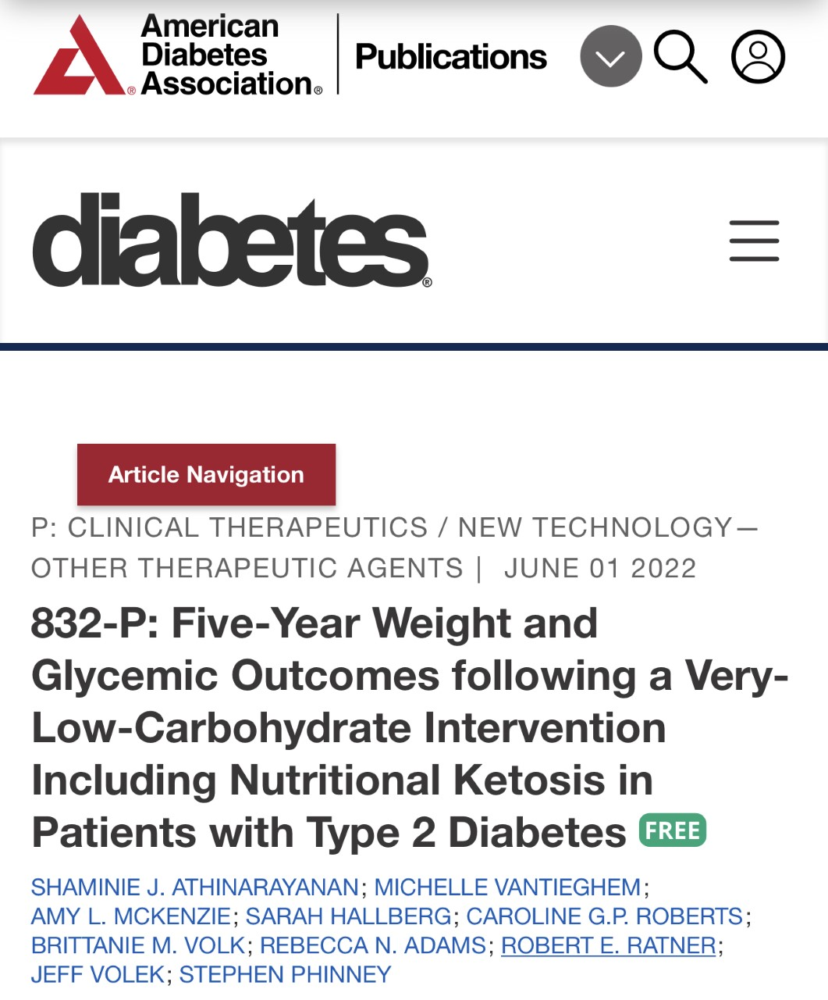 American
Diabetes
Association®
Publications
diabetes®
Article Navigation
P: CLINICAL THERAPEUTICS / NEW TECHNOLOGY—
OTHER THERAPEUTIC AGENTS | JUNE 01 2022
832-P: Five-Year Weight and
Glycemic Outcomes following a Very-
Low-Carbohydrate Intervention
Including Nutritional Ketosis in
Patients with Type 2 Diabetes FREE
SHAMINIE J. ATHINARAYANAN; MICHELLE VANTIEGHEM;
AMY L. MCKENZIE; SARAH HALLBERG; CAROLINE G.P. ROBERTS;
BRITTANIE M. VOLK; REBECCA N. ADAMS; ROBERT E. RATNER;
JEFF VOLEK; STEPHEN PHINNEY